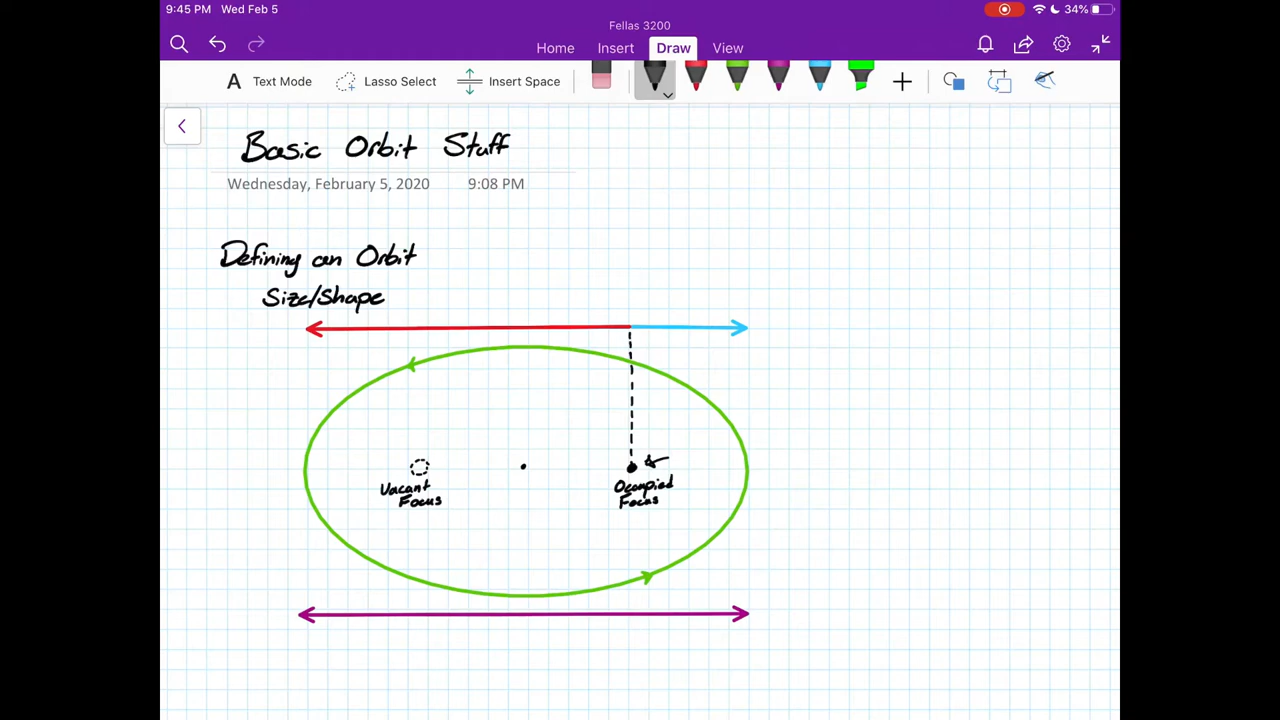 9:45 PM Wed Feb 5
34%
Fellas 3200
Home Insert Draw View
A Text Mode Lasso Select Insert Space
Basic Orbit Stuff
Wednesday, February 5, 2020 9:08 PM
Defining an Orbit
Size/Shape
Vacant
Focus
Occupied
Focus